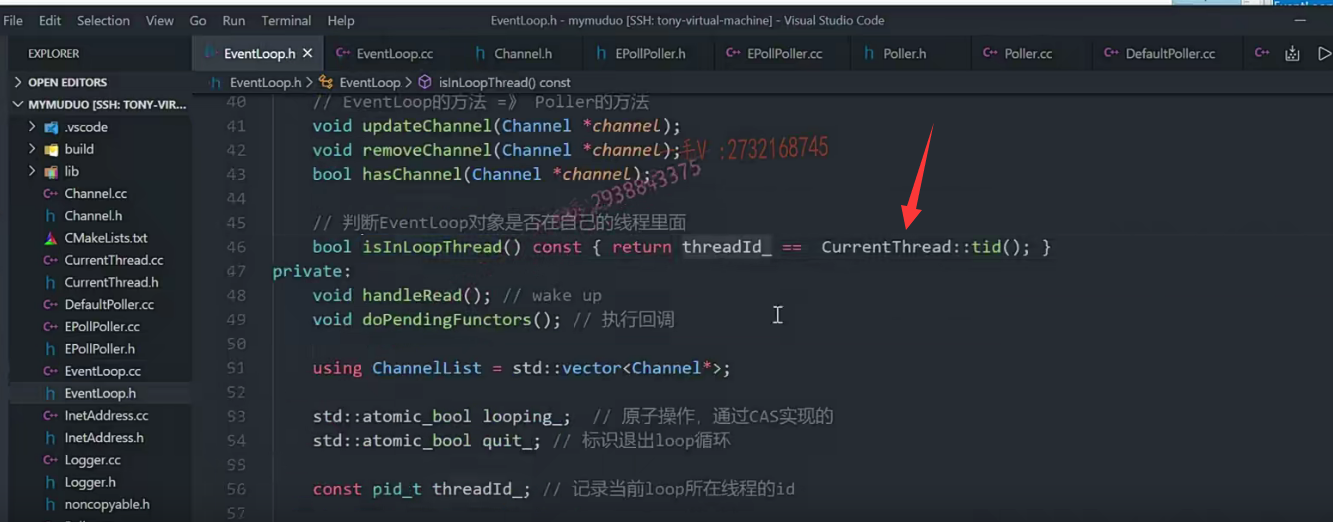 EventLoop
File Edit Selection View Go Run Terminal Help EventLoop.h - mymuduo [SSH: tony-virtual-machine] - Visual Studio Code
EXPLORER
EventLoop.h
EventLoop.cc
Channel.h
EPollPoller.h
EPollPoller.cc
Poller.h
Poller.cc
DefaultPoller.cc
EventLoop.h > EventLoop > isInLoopThread() const
OPEN EDITORS
MYMUDUO [SSH: TONY-VIR...
.vscode
build
lib
Channel.cc
Channel.h
CMakeLists.txt
CurrentThread.cc
CurrentThread.h
DefaultPoller.cc
EPollPoller.cc
EPollPoller.h
EventLoop.cc
EventLoop.h
InetAddress.cc
InetAddress.h
Logger.cc
Logger.h
noncopyable.h
40 // EventLoop的方法 =》 Poller的方法
41 void updateChannel(Channel *channel);
42 void removeChannel(Channel *channel);
43 bool hasChannel(Channel *channel);
44
45 // 判断EventLoop对象是否在自己的线程里面
46 bool isInLoopThread() const { return threadId_ == CurrentThread::tid(); }
47 private:
48 void handleRead(); // wake up
49 void doPendingFunctors(); // 执行回调
50
51 using ChannelList = std::vector<Channel*>;
52
53 std::atomic_bool looping_; // 原子操作，通过CAS实现的
54 std::atomic_bool quit_; // 标识退出loop循环
55
56 const pid_t threadId_; // 记录当前loop所在线程的id
57
手V :2732168745
:2938843375